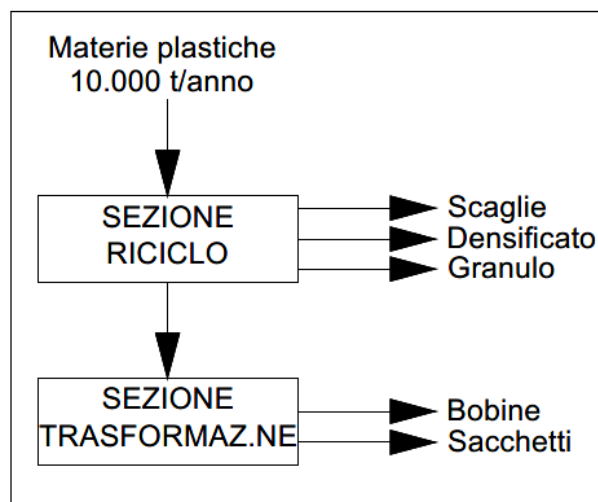 Materie plastiche
10.000 t/anno
SEZIONE
RICICLO
Scaglie
Densificato
Granulo
SEZIONE
TRASFORMAZ.NE
Bobine
Sacchetti